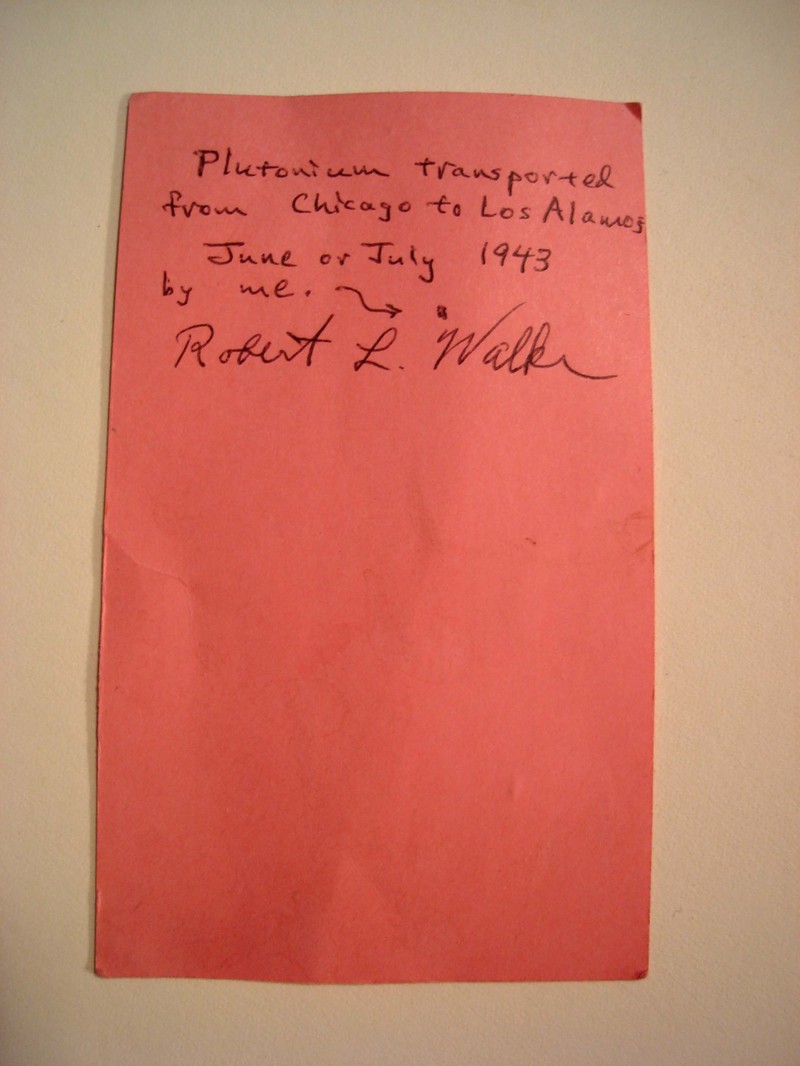 Plutonium transported
from Chicago to Los Alamos
June or July 1943
by me.
Robert L. Walker